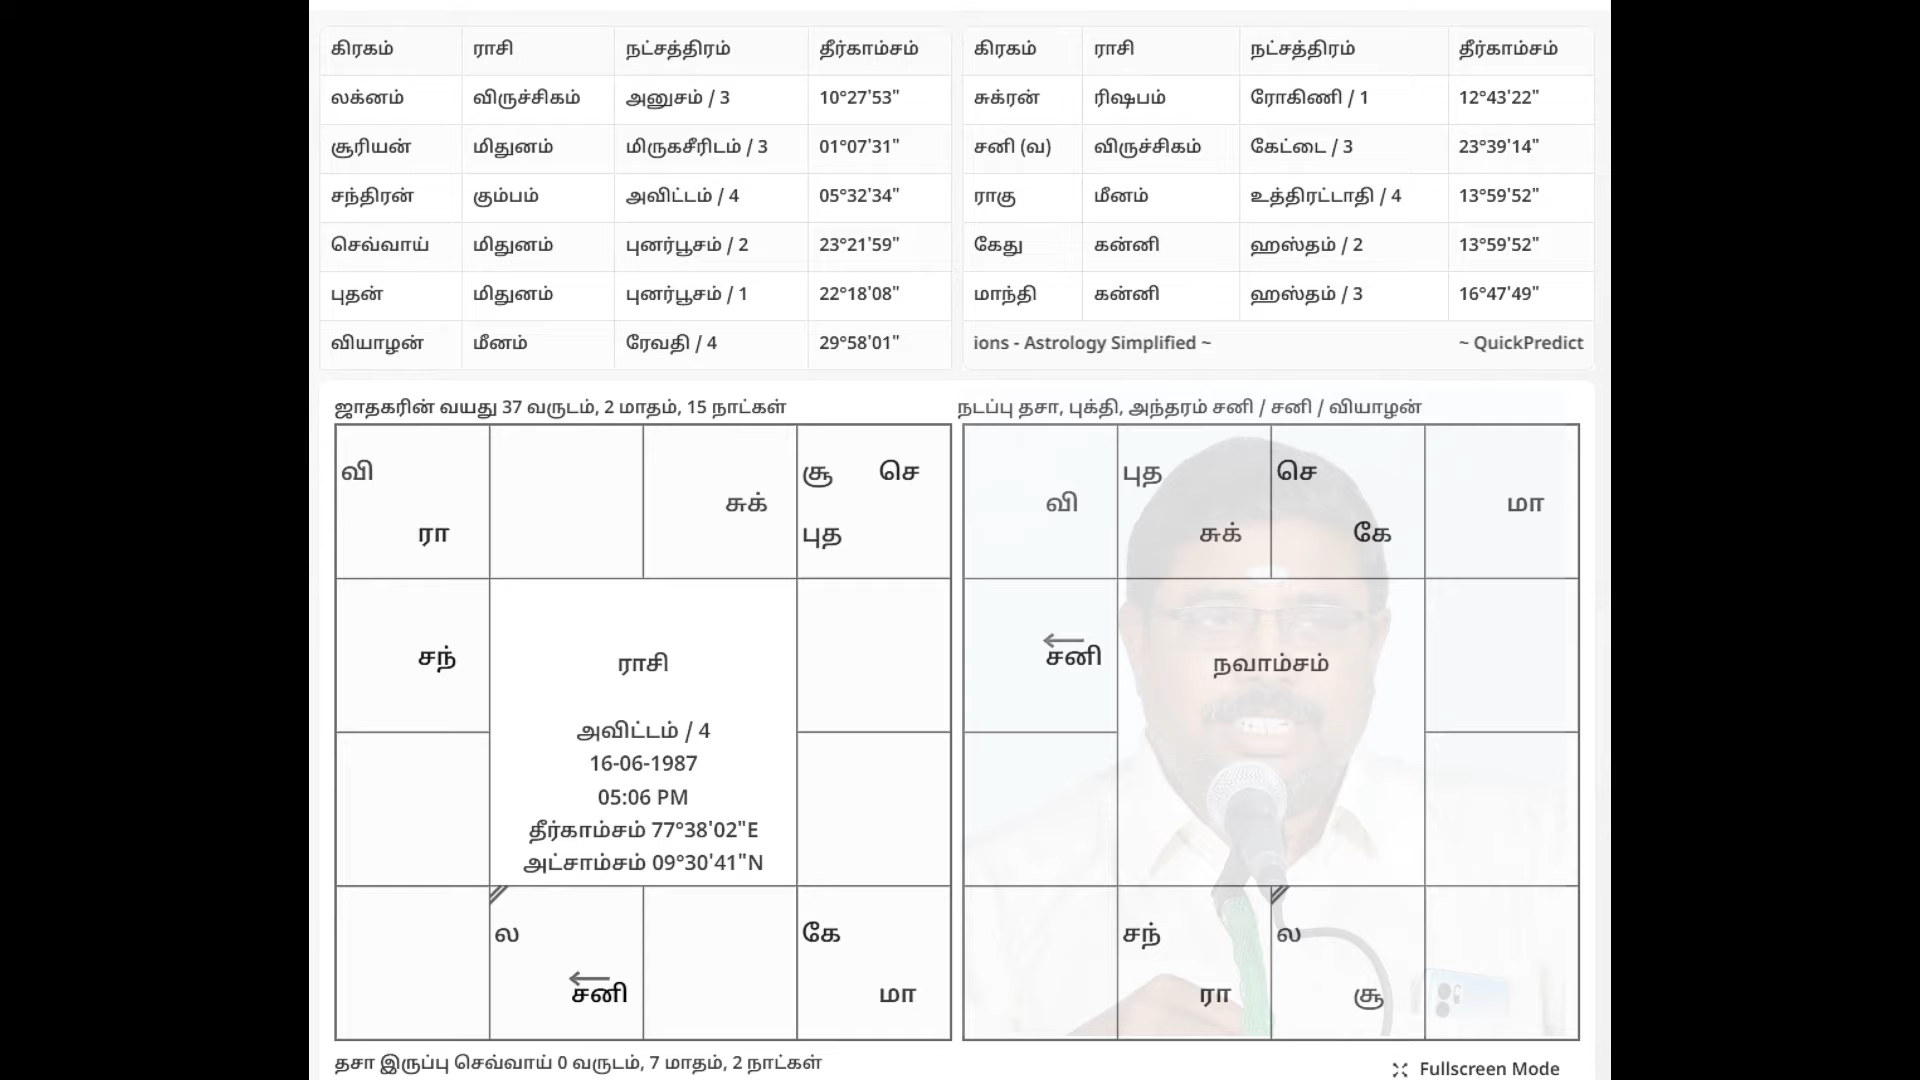 கிரகம் ராசி நட்சத்திரம் தீர்காம்சம்
லக்னம் விருச்சிகம் அனுசம் / 3 10°27'53"
சூரியன் மிதுனம் மிருகசீரிடம் / 3 01°07'31"
சந்திரன் கும்பம் அவிட்டம் / 4 05°32'34"
செவ்வாய் மிதுனம் புனர்பூசம் / 2 23°21'59"
புதன் மிதுனம் புனர்பூசம் / 1 22°18'08"
வியாழன் மீனம் ரேவதி / 4 29°58'01"
கிரகம் ராசி நட்சத்திரம் தீர்காம்சம்
சுக்ரன் ரிஷபம் ரோகிணி / 1 12°43'22"
சனி (வ) விருச்சிகம் கேட்டை / 3 23°39'14"
ராகு மீனம் உத்திரட்டாதி / 4 13°59'52"
கேது கன்னி ஹஸ்தம் / 2 13°59'52"
மாந்தி கன்னி ஹஸ்தம் / 3 16°47'49"
ions - Astrology Simplified ~ ~ QuickPredict
ஜாதகரின் வயது 37 வருடம், 2 மாதம், 15 நாட்கள்
வி சூ செ
சுக்
ரா புத
சந்
ராசி
அவிட்டம் / 4
16-06-1987
05:06 PM
தீர்காம்சம் 77°38'02"E
அட்சாம்சம் 09°30'41"N
ல கே
சனி மா
தசா இருப்பு செவ்வாய் 0 வருடம், 7 மாதம், 2 நாட்கள்
நடப்பு தசா, புக்தி, அந்தரம் சனி / சனி / வியாழன்
புத செ
வி மா
சுக் கே
சனி
நவாம்சம்
சந் ல
ரா சூ
Fullscreen Mode